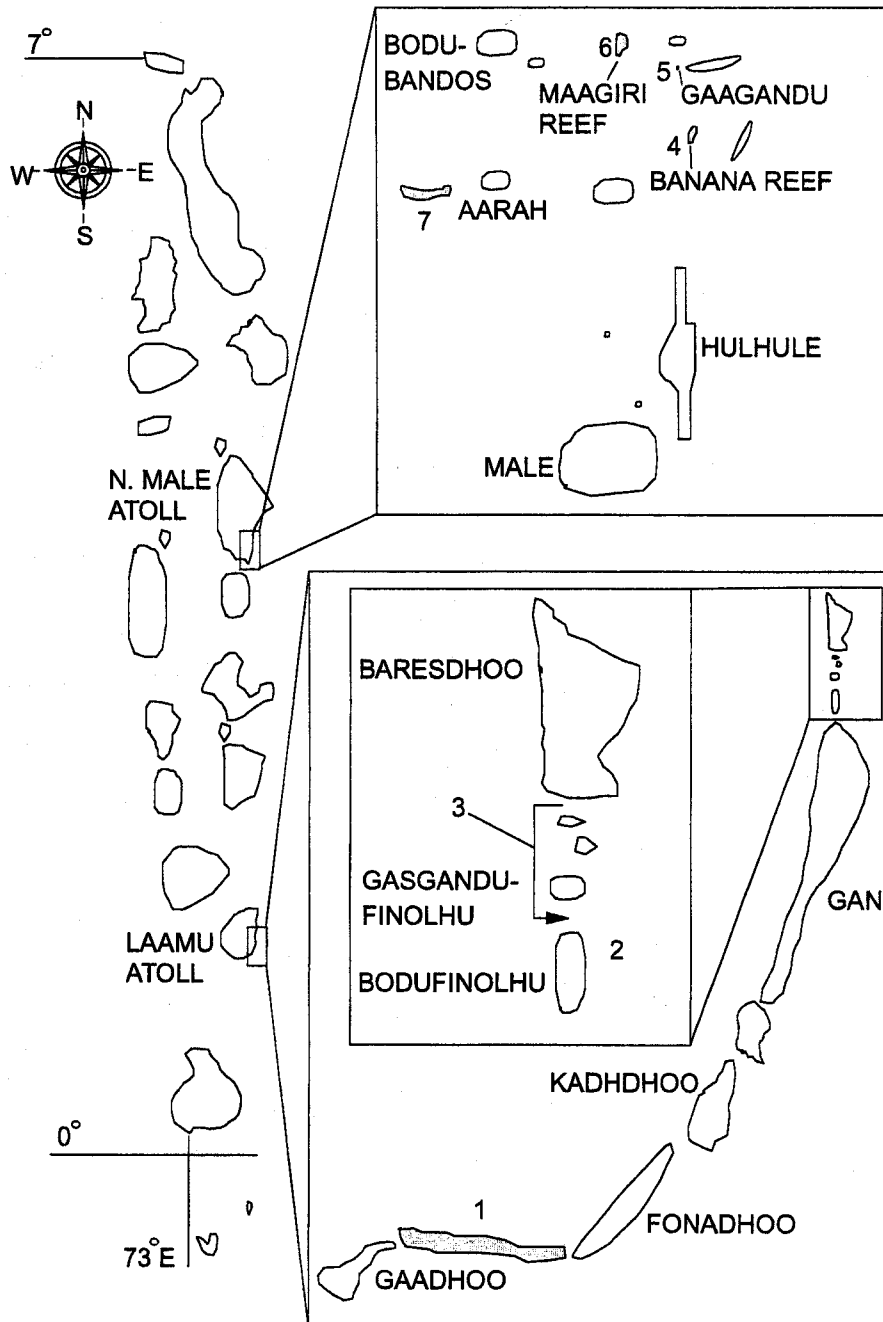 7°
N
W
E
S
N. MALE
ATOLL
LAAMU
ATOLL
0°
73°E
BODU-
BANDOS
6
MAAGIRI
REEF
5
GAAGANDU
4
BANANA REEF
7
AARAH
HULHULE
MALE
BARESDHOO
3
GASGANDU-
FINOLHU
2
BODUFINOLHU
GAN
KADHDHOO
FONADHOO
1
GAADHOO